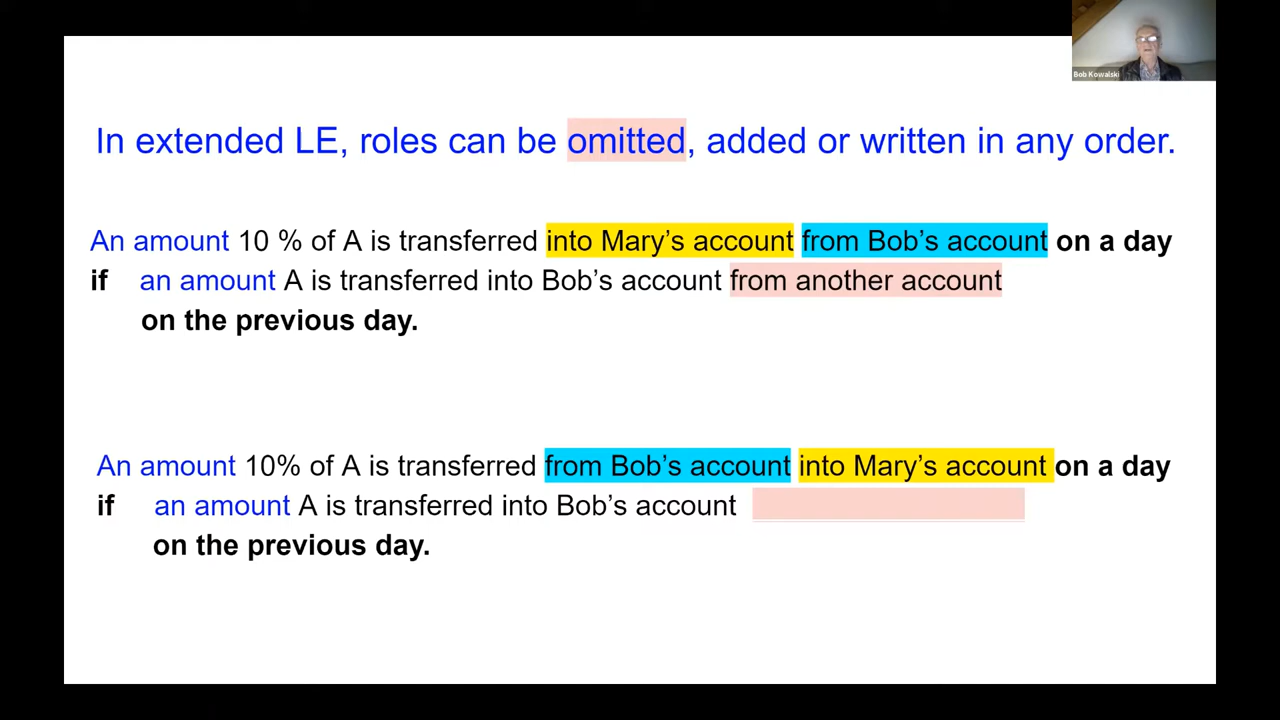 Bob Kowalski
In extended LE, roles can be omitted, added or written in any order.
An amount 10 % of A is transferred into Mary’s account from Bob’s account on a day
if an amount A is transferred into Bob’s account from another account
on the previous day.
An amount 10% of A is transferred from Bob’s account into Mary’s account on a day
if an amount A is transferred into Bob’s account
on the previous day.